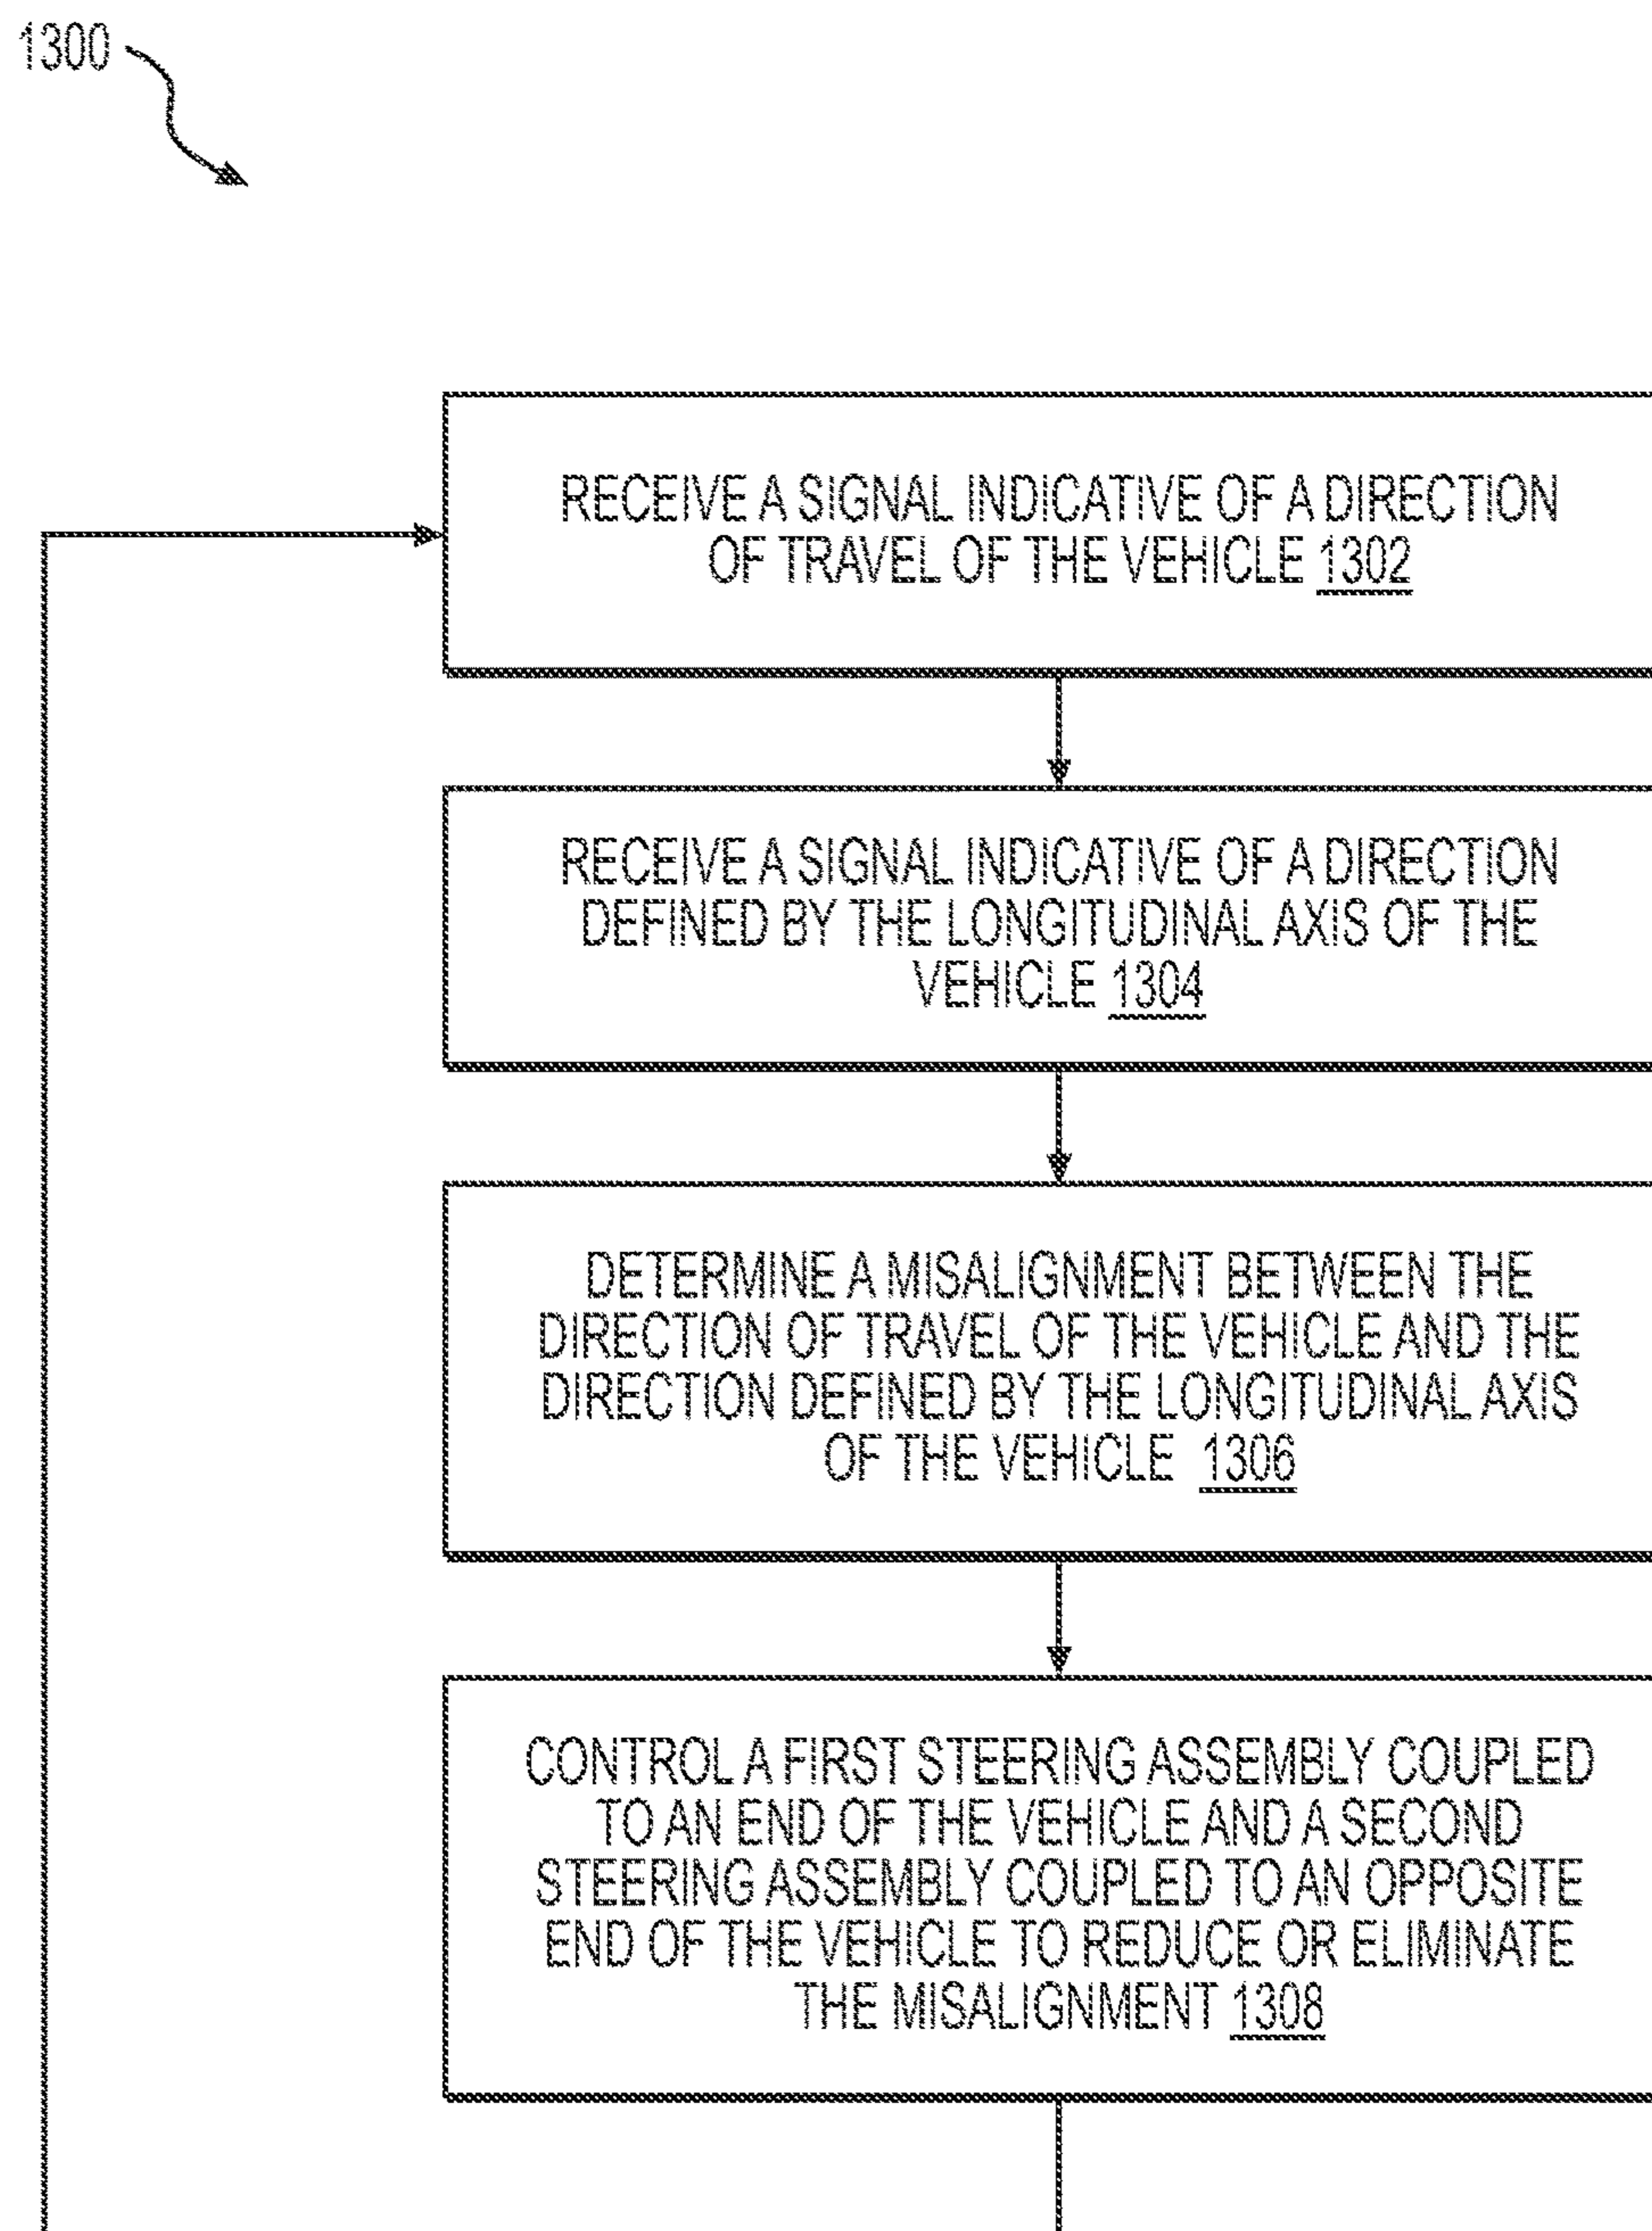 1300
RECEIVE A SIGNAL INDICATIVE OF A DIRECTION
OF TRAVEL OF THE VEHICLE 1302
RECEIVE A SIGNAL INDICATIVE OF A DIRECTION
DEFINED BY THE LONGITUDINAL AXIS OF THE
VEHICLE 1304
DETERMINE A MISALIGNMENT BETWEEN THE
DIRECTION OF TRAVEL OF THE VEHICLE AND THE
DIRECTION DEFINED BY THE LONGITUDINAL AXIS
OF THE VEHICLE 1306
CONTROL A FIRST STEERING ASSEMBLY COUPLED
TO AN END OF THE VEHICLE AND A SECOND
STEERING ASSEMBLY COUPLED TO AN OPPOSITE
END OF THE VEHICLE TO REDUCE OR ELIMINATE
THE MISALIGNMENT 1308